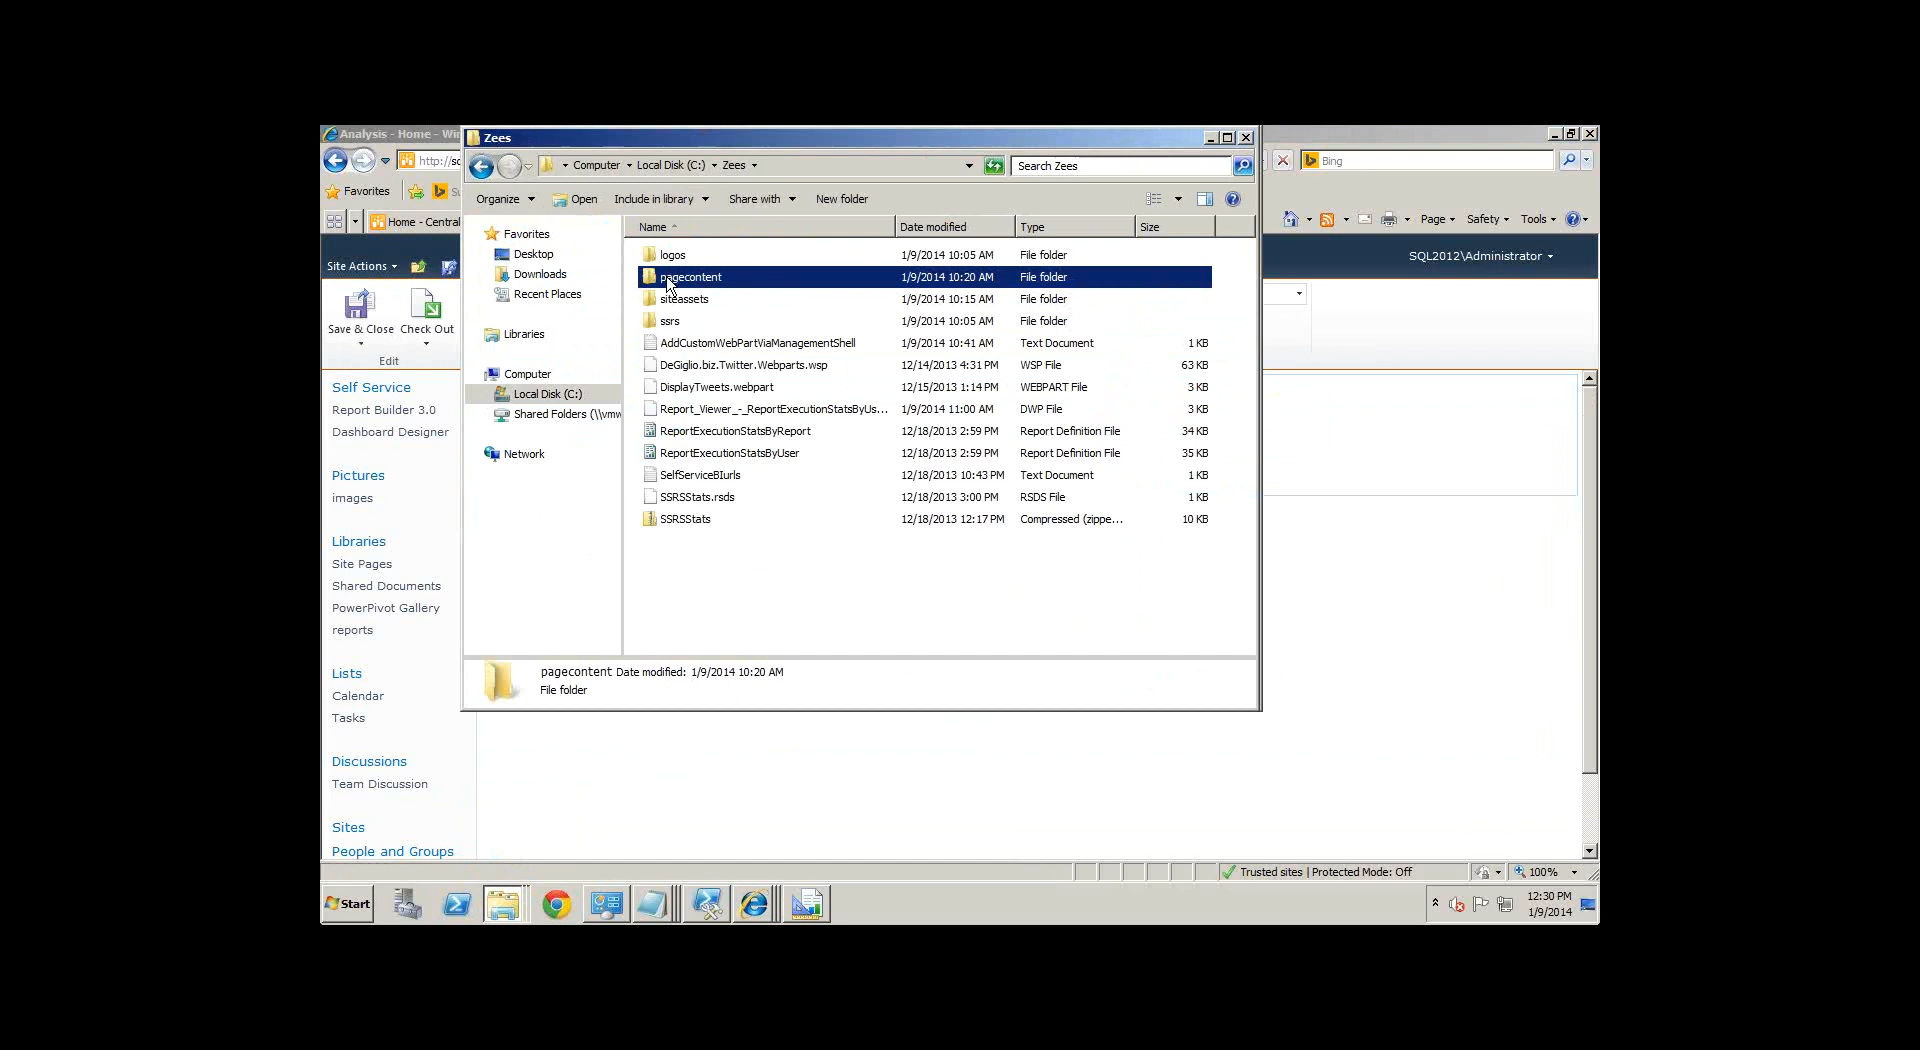 Analysis - Home - Wi
Zees
http://sc
Computer Local Disk (C:) Zees
Search Zees
Bing
Favorites
Organize Open Include in library Share with New folder
Home - Central
Page Safety Tools
Name Date modified Type Size
Favorites
Desktop
Downloads
Recent Places
Libraries
Computer
Local Disk (C:)
Shared Folders (\\vmw
Network
logos 1/9/2014 10:05 AM File folder
pagecontent 1/9/2014 10:20 AM File folder
siteassets 1/9/2014 10:15 AM File folder
ssrs 1/9/2014 10:05 AM File folder
AddCustomWebPartViaManagementShell 1/9/2014 10:41 AM Text Document 1 KB
DeGiglio.biz.Twitter.Webparts.wsp 12/14/2013 4:31 PM WSP File 63 KB
DisplayTweets.webpart 12/15/2013 1:14 PM WEBPART File 3 KB
Report_Viewer_-_ReportExecutionStatsByUs... 1/9/2014 11:00 AM DWP File 3 KB
ReportExecutionStatsByReport 12/18/2013 2:59 PM Report Definition File 34 KB
ReportExecutionStatsByUser 12/18/2013 2:59 PM Report Definition File 35 KB
SelfServiceBIurls 12/18/2013 10:43 PM Text Document 1 KB
SSRSStats.rsds 12/18/2013 3:00 PM RSDS File 1 KB
SSRSStats 12/18/2013 12:17 PM Compressed (zippe... 10 KB
pagecontent Date modified: 1/9/2014 10:20 AM
File folder
Site Actions
SQL2012\Administrator
Save & Close Check Out
Edit
Self Service
Report Builder 3.0
Dashboard Designer
Pictures
images
Libraries
Site Pages
Shared Documents
PowerPivot Gallery
reports
Lists
Calendar
Tasks
Discussions
Team Discussion
Sites
People and Groups
Trusted sites | Protected Mode: Off
100%
Start
12:30 PM
1/9/2014